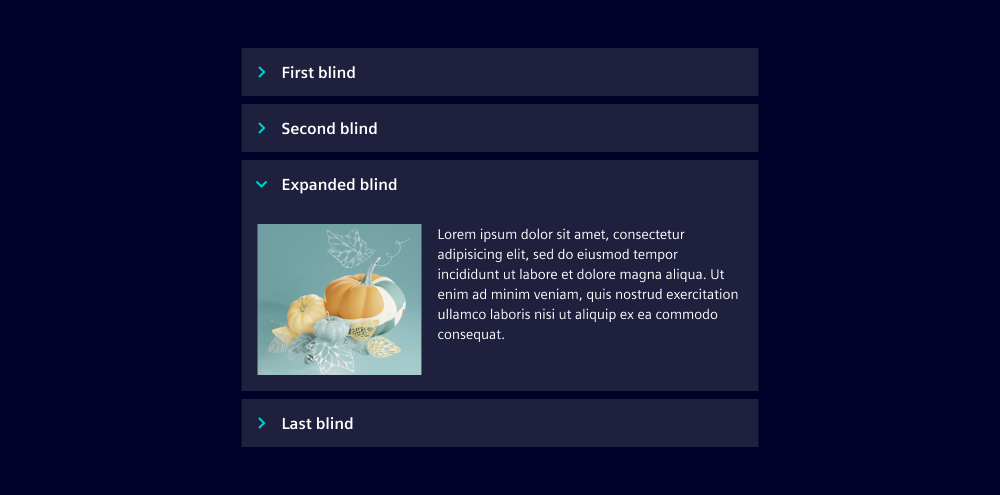 First blind
Second blind
Expanded blind
Lorem ipsum dolor sit amet, consectetur
adipisicing elit, sed do eiusmod tempor
incididunt ut labore et dolore magna aliqua. Ut
enim ad minim veniam, quis nostrud exercitation
ullamco laboris nisi ut aliquip ex ea commodo
consequat.
Last blind